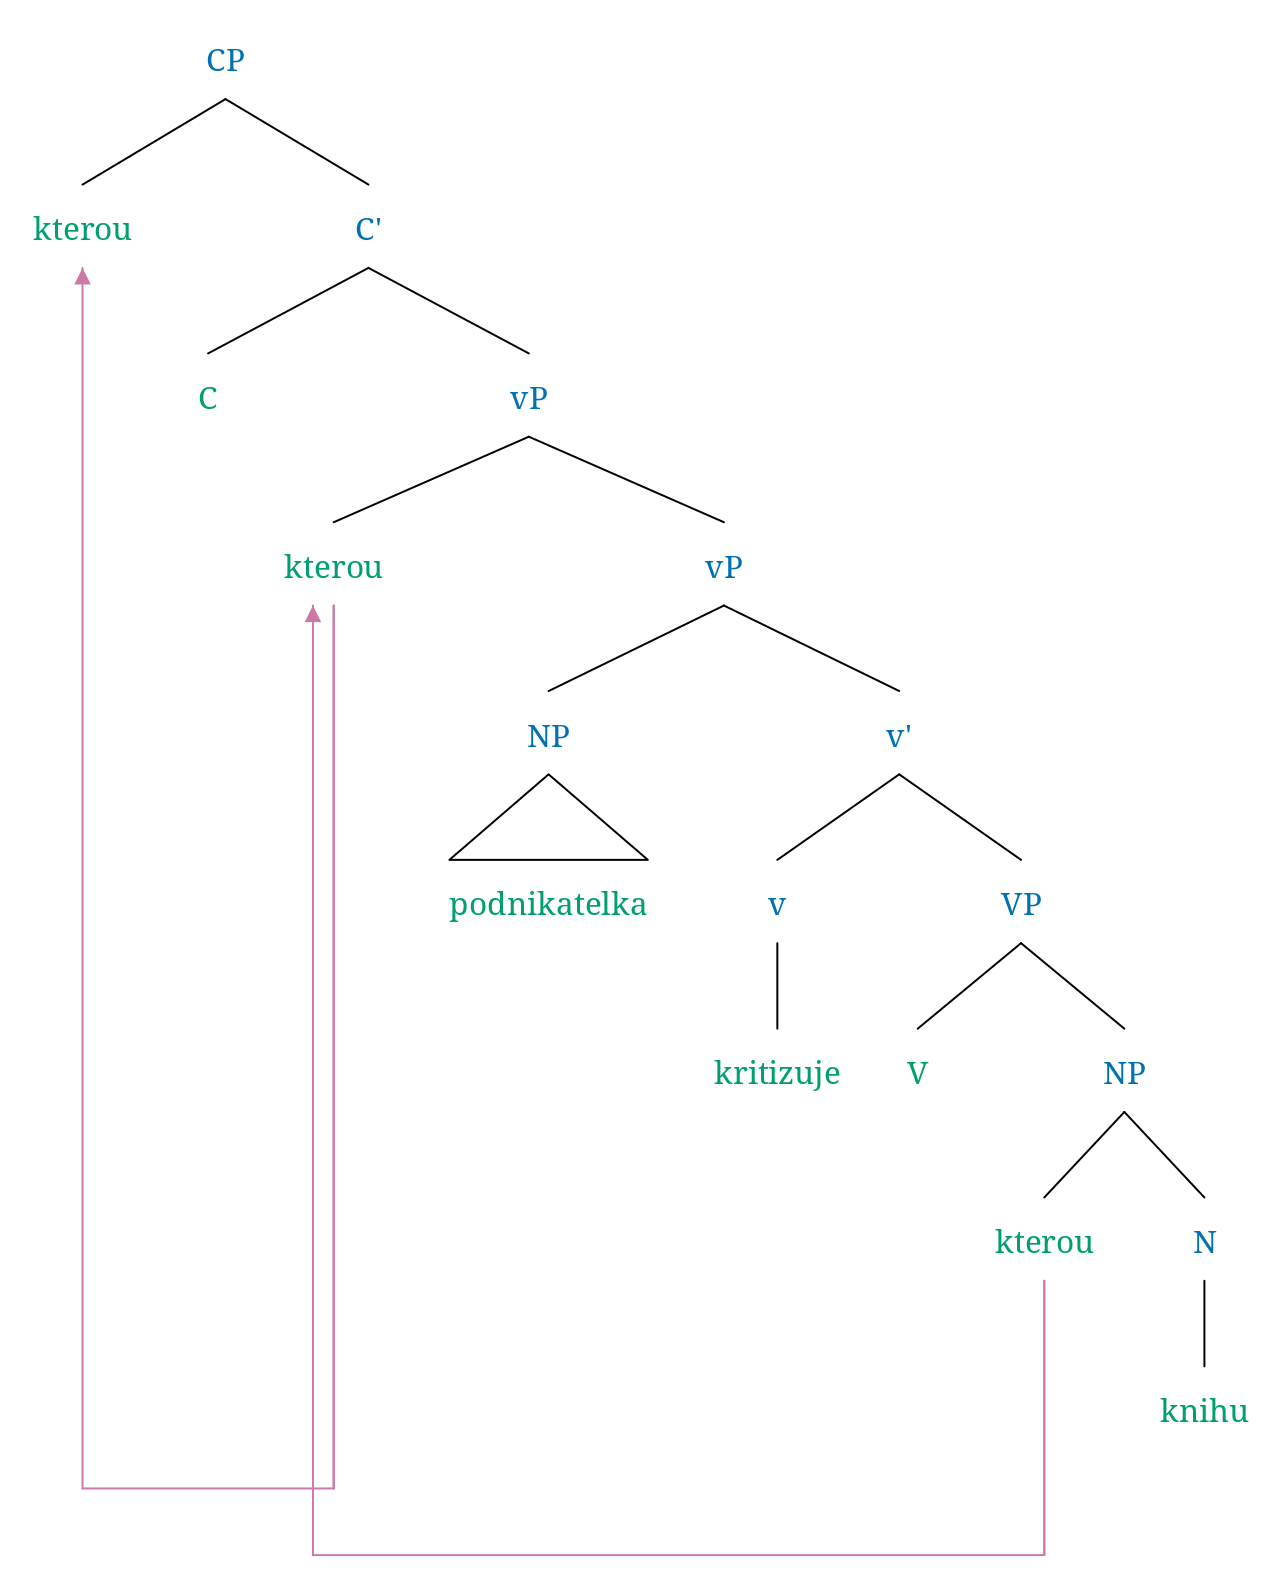 CP
kterou C'
C vP
kterou vP
NP v'
podnikatelka v VP
kritizuje V NP
kterou N
knihu